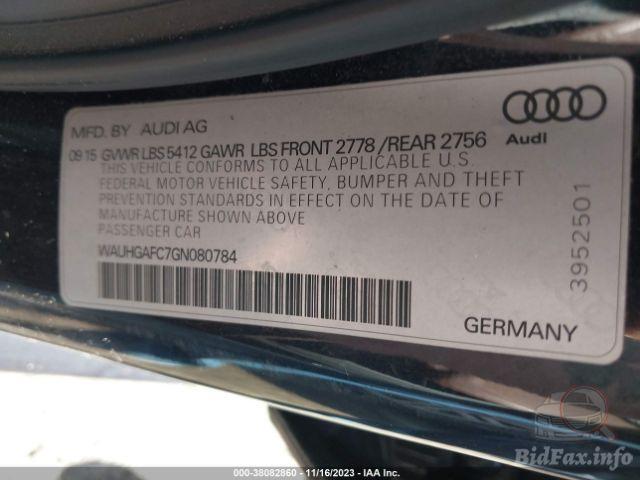 MFD. BY AUDI AG
Audi
09.15 GVWR LBS 5412 GAWR LBS FRONT 2778 /REAR 2756
THIS VEHICLE CONFORMS TO ALL APPLICABLE U.S.
FEDERAL MOTOR VEHICLE SAFETY, BUMPER AND THEFT
PREVENTION STANDARDS IN EFFECT ON THE DATE OF
MANUFACTURE SHOWN ABOVE
PASSENGER CAR
WAUHGAFC7GN080784
3952501
GERMANY
BidFax.info
000-38082860 - 11/16/2023 - IAA Inc.